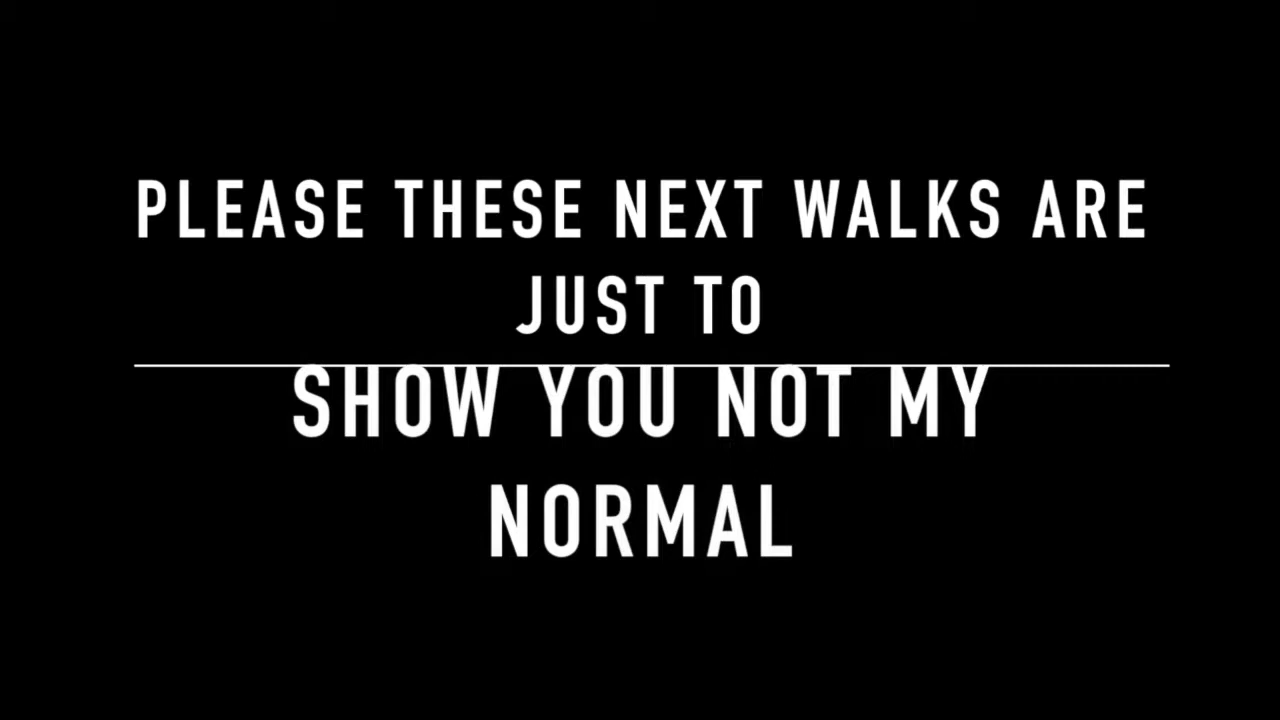 PLEASE THESE NEXT WALKS ARE
JUST TO
SHOW YOU NOT MY
NORMAL